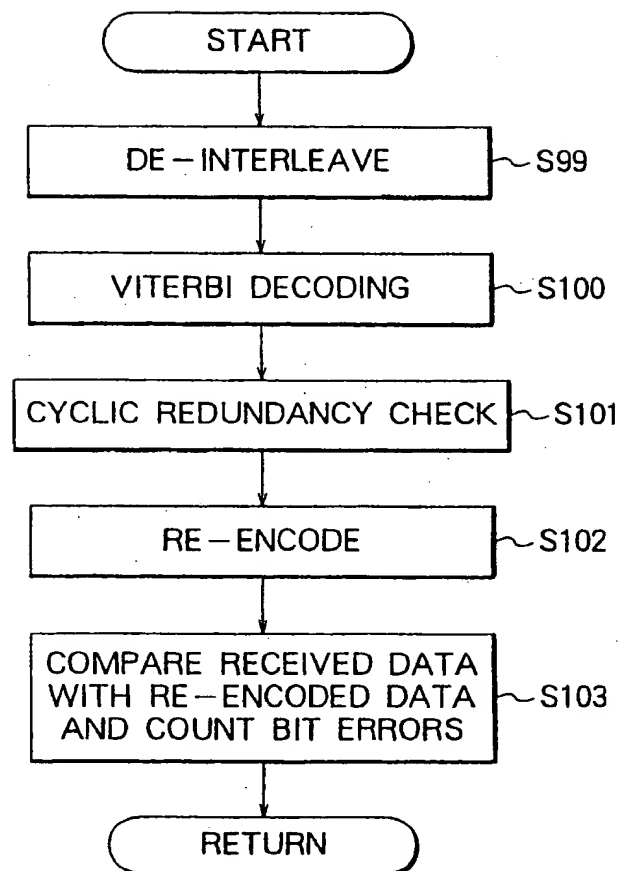 START
DE-INTERLEAVE
S99
VITERBI DECODING
S100
CYCLIC REDUNDANCY CHECK
S101
RE-ENCODE
S102
COMPARE RECEIVED DATA
WITH RE-ENCODED DATA
AND COUNT BIT ERRORS
S103
RETURN